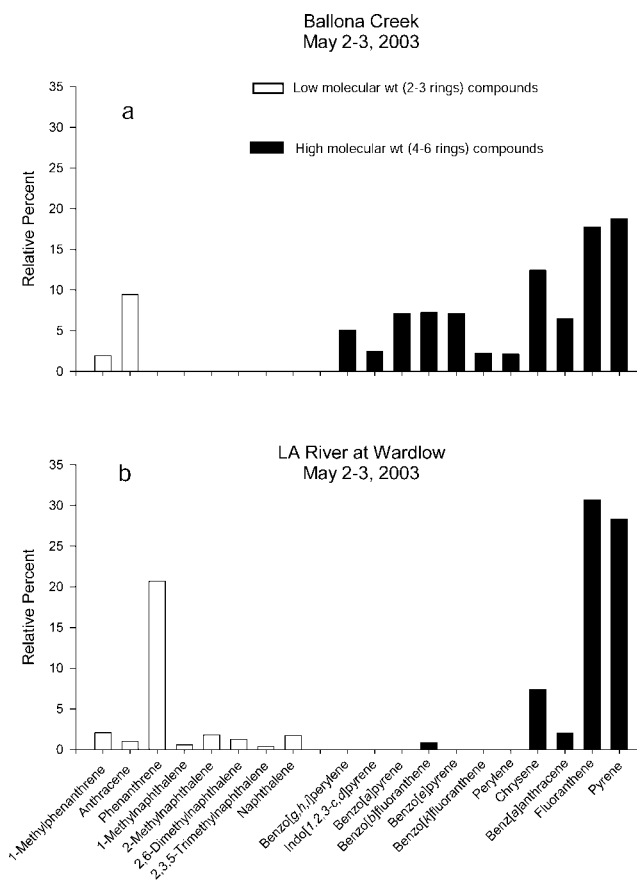 Ballona Creek
May 2-3, 2003
35
30
25
20
15
10
5
0
Relative Percent
a
Low molecular wt (2-3 rings) compounds
High molecular wt (4-6 rings) compounds
LA River at Wardlow
May 2-3, 2003
b
35
30
25
20
15
10
5
0
Relative Percent
1-Methylphenanthrene
Anthracene
Phenanthrene
1-Methylnaphthalene
2-Methylnaphthalene
2,6-Dimethylnaphthalene
2,3,5-Trimethylnaphthalene
Naphthalene
Benzo[g,h,i]perylene
Indo[1,2,3-c,d]pyrene
Benzo[a]pyrene
Benzo[b]fluoranthene
Benzo[e]pyrene
Benzo[k]fluoranthene
Perylene
Chrysene
Benz[a]anthracene
Fluoranthene
Pyrene